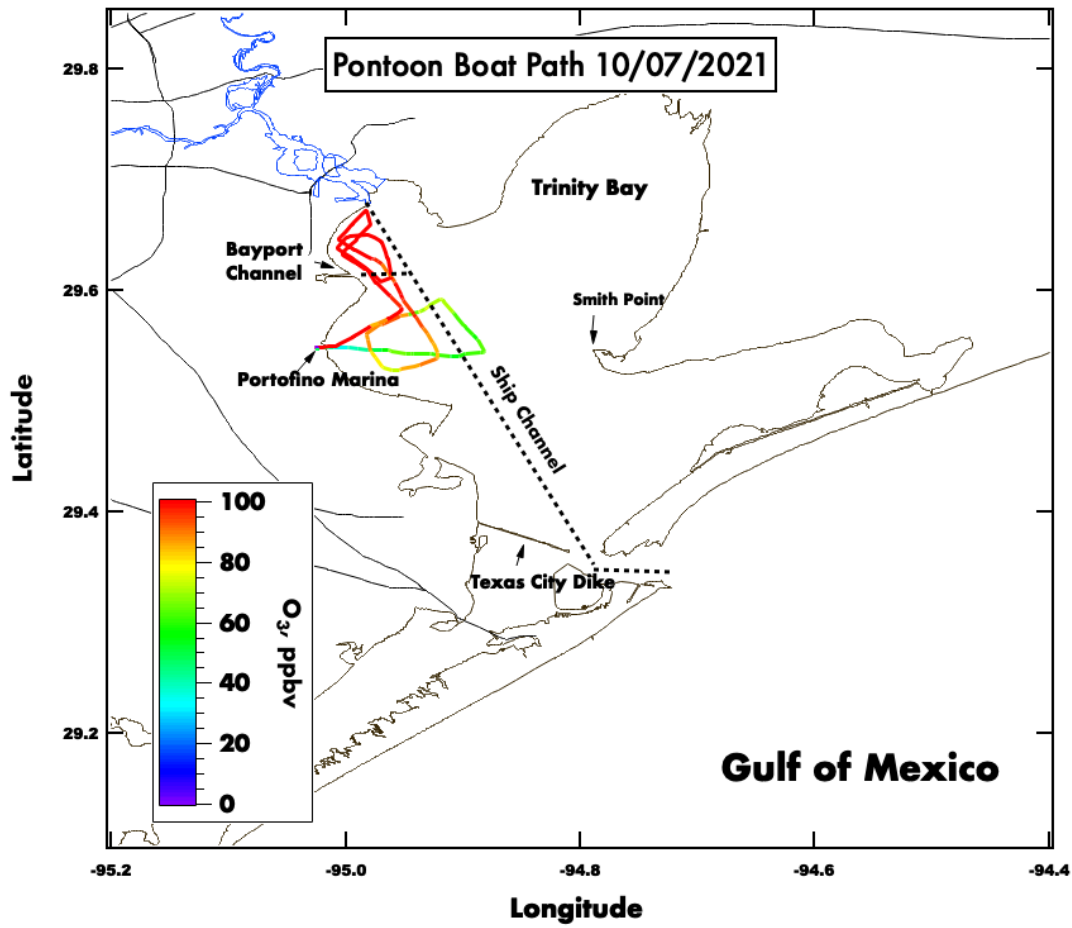 Pontoon Boat Path 10/07/2021
29.8
Trinity Bay
Bayport
Channel
29.6
Smith Point
Portofino Marina
Ship Channel
Latitude
29.4
100
80
60
40
20
0
O3, ppbv
Texas City Dike
29.2
Gulf of Mexico
-95.2
-95.0
-94.8
-94.6
-94.4
Longitude